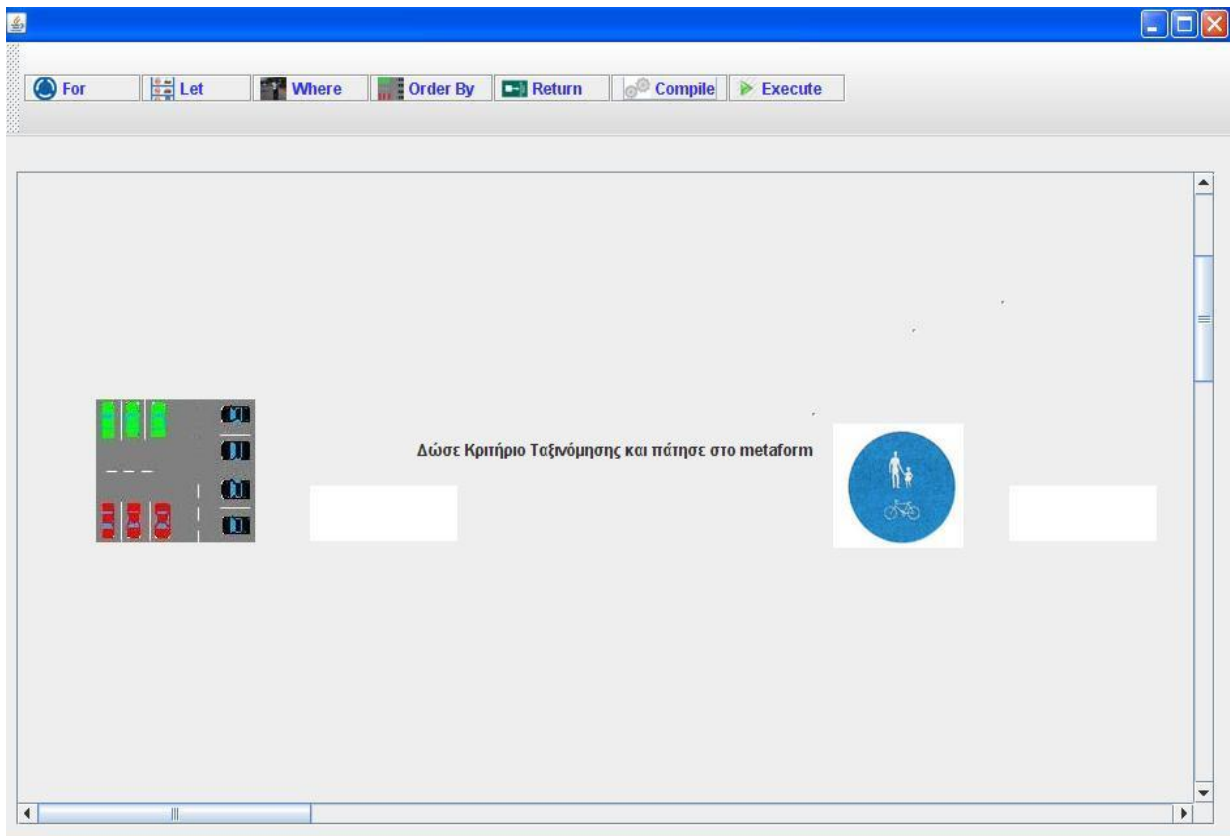 For Let Where Order By Return Compile Execute
Δώσε Κριτήριο Ταξινόμησης και πάτησε στο metaform